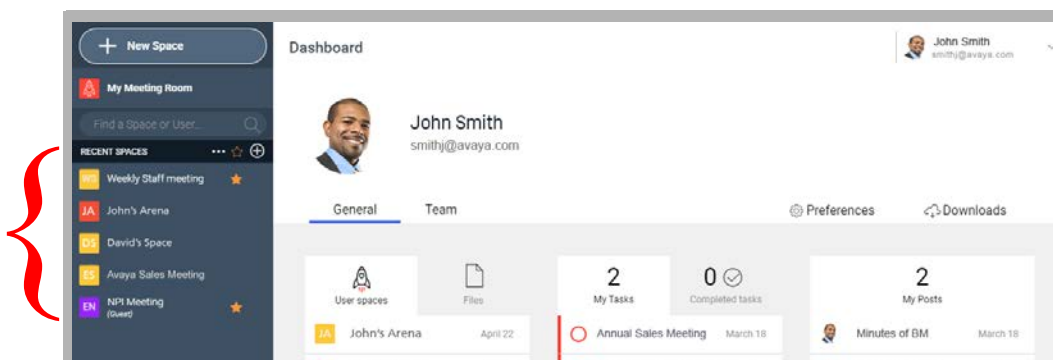 New Space
My Meeting Room
Find a Space or User...
RECENT SPACES
WS Weekly Staff meeting
JA John's Arena
DS David's Space
ES Avaya Sales Meeting
EN NPI Meeting
(Guest)
Dashboard
John Smith
smithj@avaya.com
John Smith
smithj@avaya.com
General Team Preferences Downloads
User spaces
Files
2
My Tasks
0
Completed tasks
2
My Posts
JA John's Arena April 22
Annual Sales Meeting March 18
Minutes of BM March 18